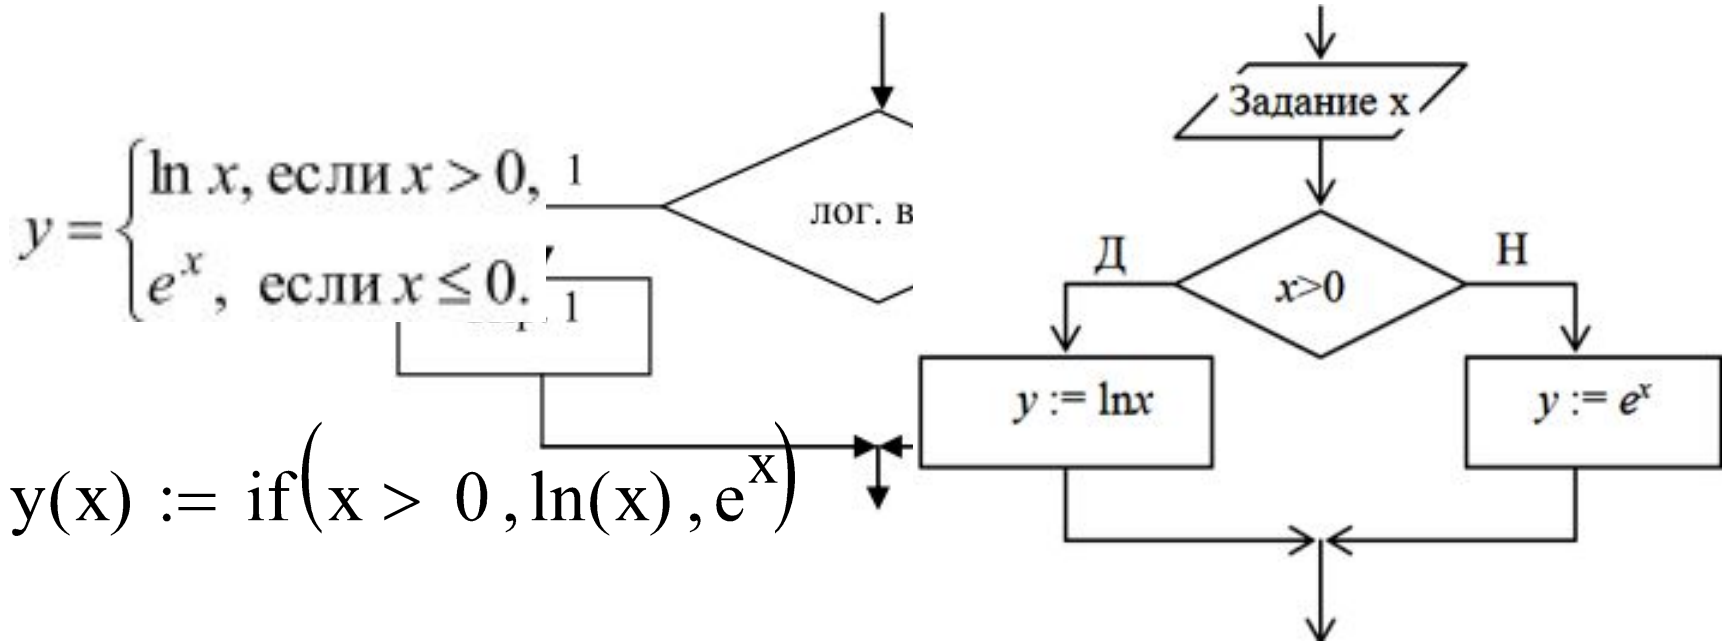 y = { ln x, если x > 0,
e^x, если x ≤ 0.
1
лог. в
1
y(x) := if(x > 0, ln(x), e^x)
Задание x
Д
Н
x>0
y := lnx
y := e^x